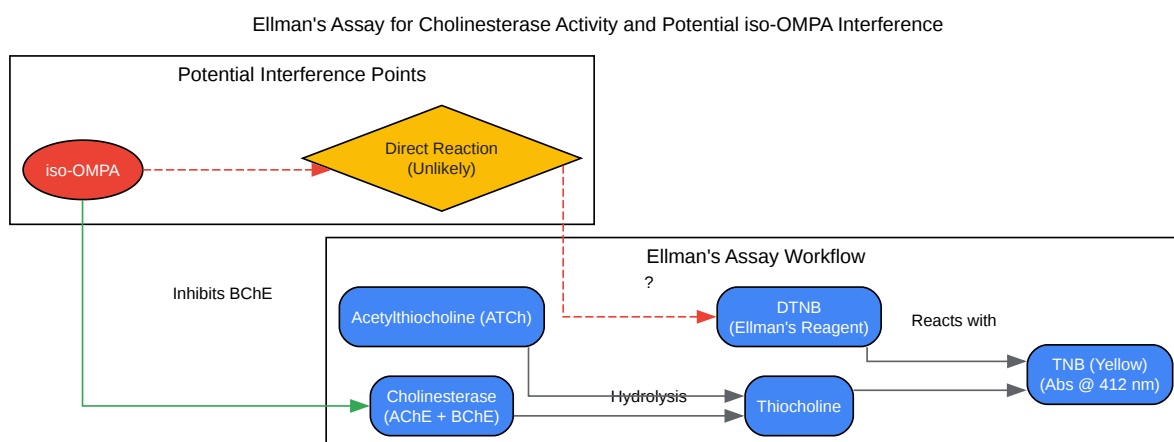 Ellman's Assay for Cholinesterase Activity and Potential iso-OMPA Interference
Potential Interference Points
iso-OMPA
Direct Reaction
(Unlikely)
Inhibits BChE
Ellman's Assay Workflow
?
Acetylthiocholine (ATCh)
DTNB
(Ellman's Reagent)
Reacts with
Cholinesterase
(AChE + BChE)
Hydrolysis
Thiocholine
TNB (Yellow)
(Abs @ 412 nm)